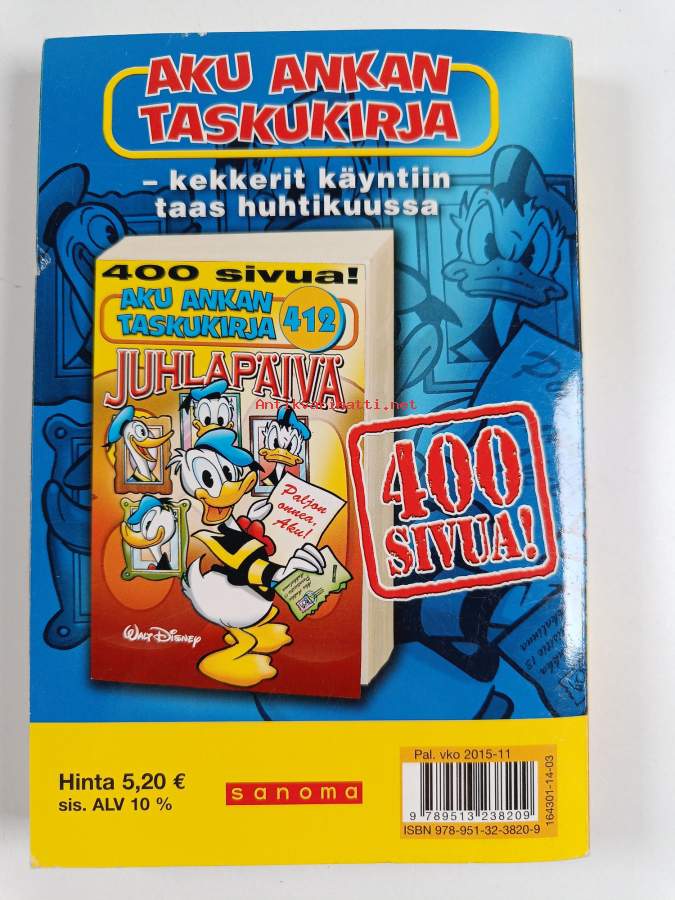 AKU ANKAN
TASKUKIRJA
– kekkerit käyntiin
taas huhtikuussa
400 sivua!
AKU ANKAN
TASKUKIRJA
412
JUHLAPÄIVÄ
Antikvariaatti.net
Paljon
onnea,
Aku!
WALT DISNEY
400
SIVUA!
Hinta 5,20 €
sis. ALV 10 %
sanoma
Pal. vko 2015-11
9 789513 238209
ISBN 978-951-32-3820-9
164301-14-03